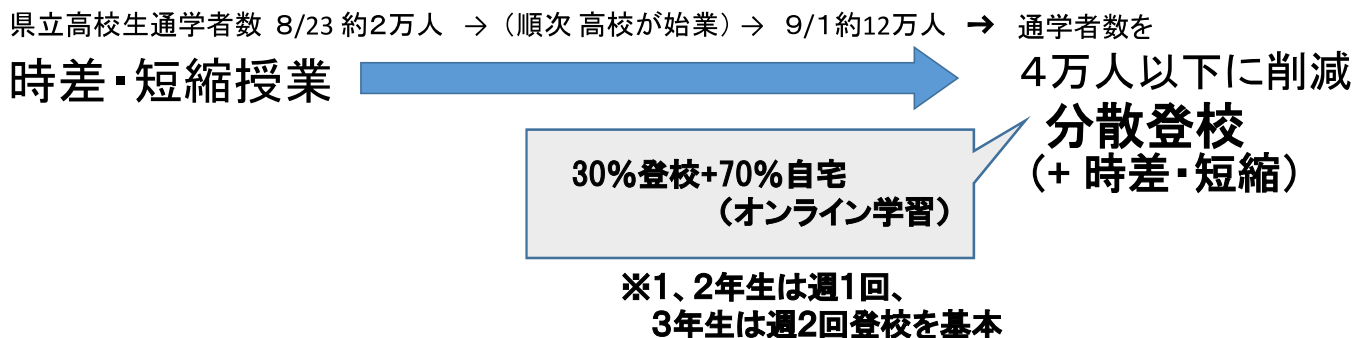 県立高校生通学者数 8/23 約2万人 → (順次 高校が始業) → 9/1約12万人 → 通学者数を
時差・短縮授業
4万人以下に削減
分散登校
(+ 時差・短縮)
30%登校+70%自宅
(オンライン学習)
※1、2年生は週1回、
3年生は週2回登校を基本